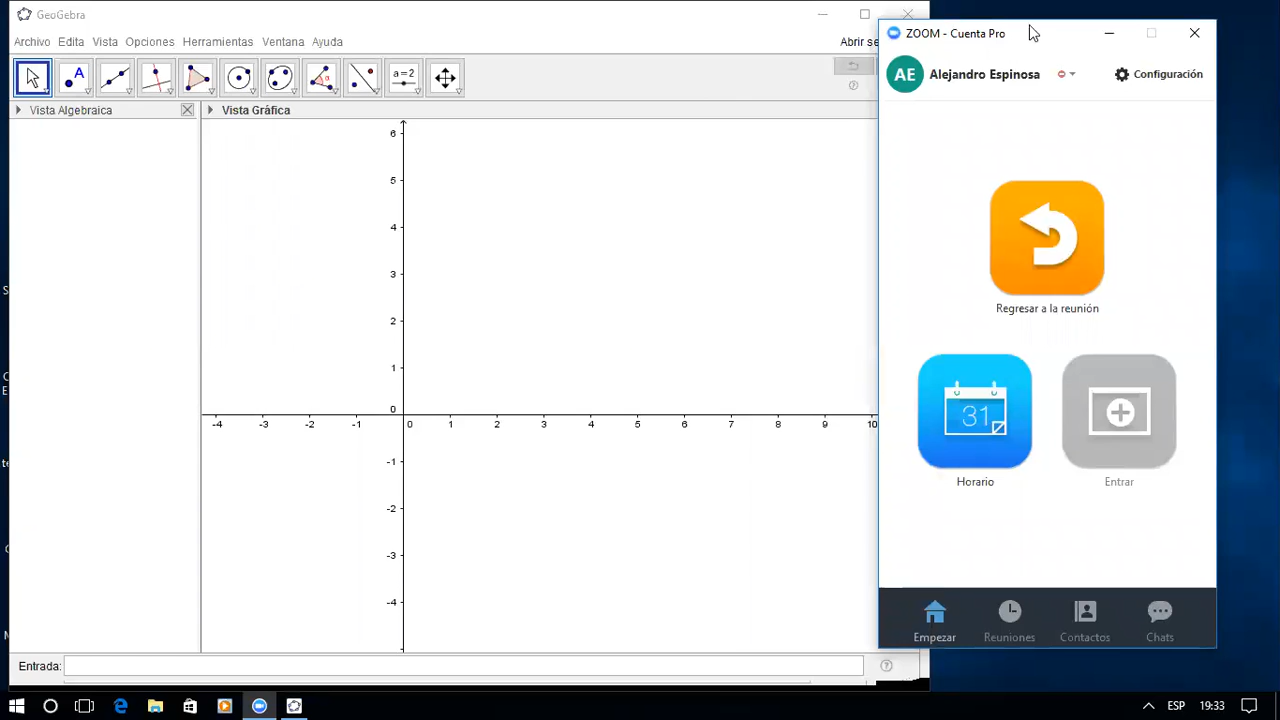 GeoGebra
Archivo Edita Vista Opciones Herramientas Ventana Ayuda
Abrir se
A
α
a=2
Vista Algebraica
Vista Gráfica
6
5
4
3
2
1
0
-4 -3 -2 -1 0 1 2 3 4 5 6 7 8 9 10
-1
-2
-3
-4
Entrada:
ZOOM - Cuenta Pro
AE Alejandro Espinosa
Configuración
Regresar a la reunión
31
Horario
Entrar
Empezar Reuniones Contactos Chats
ESP 19:33